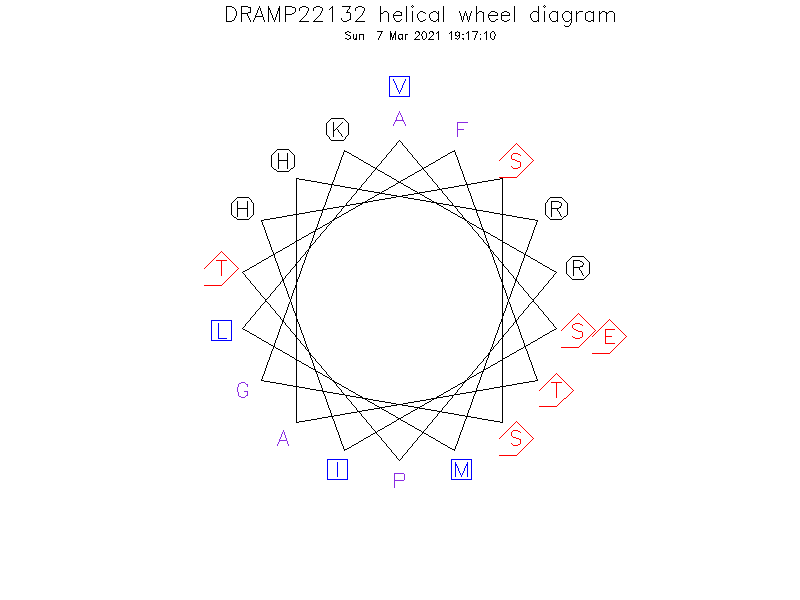 DRAMP22132 helical wheel diagram
Sun 7 Mar 2021 19:17:10
V
A
K F
H S
H R
T R
L S E
G T
A S
I M
P